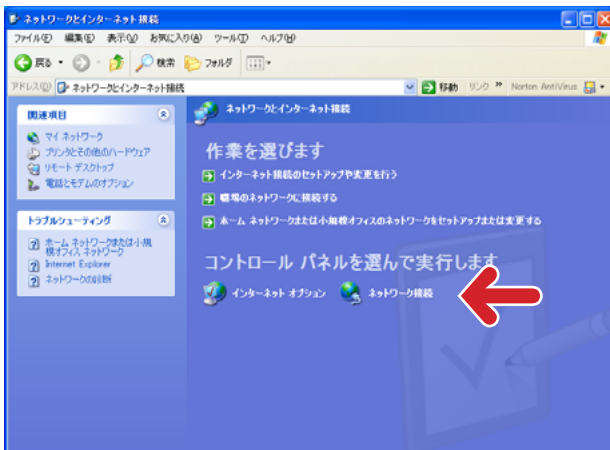 ネットワークとインターネット接続
ファイル(F) 編集(E) 表示(V) お気に入り(A) ツール(T) ヘルプ(H)
戻る 検索 フォルダ
アドレス(D) ネットワークとインターネット接続 移動 リンク » Norton AntiVirus
関連項目
マイ ネットワーク
プリンタとその他のハードウェア
リモート デスクトップ
電話とモデムのオプション
トラブルシューティング
ホーム ネットワークまたは小規
模オフィス ネットワーク
Internet Explorer
ネットワークの診断
ネットワークとインターネット接続
作業を選びます
インターネット接続のセットアップや変更を行う
職場のネットワークに接続する
ホーム ネットワークまたは小規模オフィスのネットワークをセットアップまたは変更する
コントロール パネルを選んで実行します
インターネット オプション ネットワーク接続